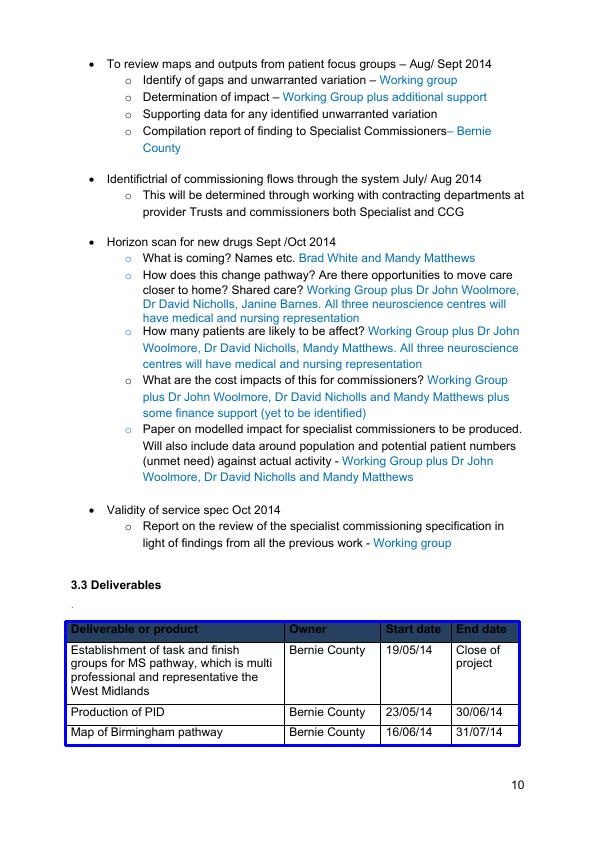 • To review maps and outputs from patient focus groups – Aug/ Sept 2014
o Identify of gaps and unwarranted variation – Working group
o Determination of impact – Working Group plus additional support
o Supporting data for any identified unwarranted variation
o Compilation report of finding to Specialist Commissioners– Bernie
County
• Identifictrial of commissioning flows through the system July/ Aug 2014
o This will be determined through working with contracting departments at
provider Trusts and commissioners both Specialist and CCG
• Horizon scan for new drugs Sept /Oct 2014
o What is coming? Names etc. Brad White and Mandy Matthews
o How does this change pathway? Are there opportunities to move care
closer to home? Shared care? Working Group plus Dr John Woolmore,
Dr David Nicholls, Janine Barnes. All three neuroscience centres will
have medical and nursing representation
o How many patients are likely to be affect? Working Group plus Dr John
Woolmore, Dr David Nicholls, Mandy Matthews. All three neuroscience
centres will have medical and nursing representation
o What are the cost impacts of this for commissioners? Working Group
plus Dr John Woolmore, Dr David Nicholls and Mandy Matthews plus
some finance support (yet to be identified)
o Paper on modelled impact for specialist commissioners to be produced.
Will also include data around population and potential patient numbers
(unmet need) against actual activity - Working Group plus Dr John
Woolmore, Dr David Nicholls and Mandy Matthews
• Validity of service spec Oct 2014
o Report on the review of the specialist commissioning specification in
light of findings from all the previous work - Working group
3.3 Deliverables
.
Deliverable or product Owner Start date End date
Establishment of task and finish Bernie County 19/05/14 Close of
groups for MS pathway, which is multi project
professional and representative the
West Midlands
Production of PID Bernie County 23/05/14 30/06/14
Map of Birmingham pathway Bernie County 16/06/14 31/07/14
10